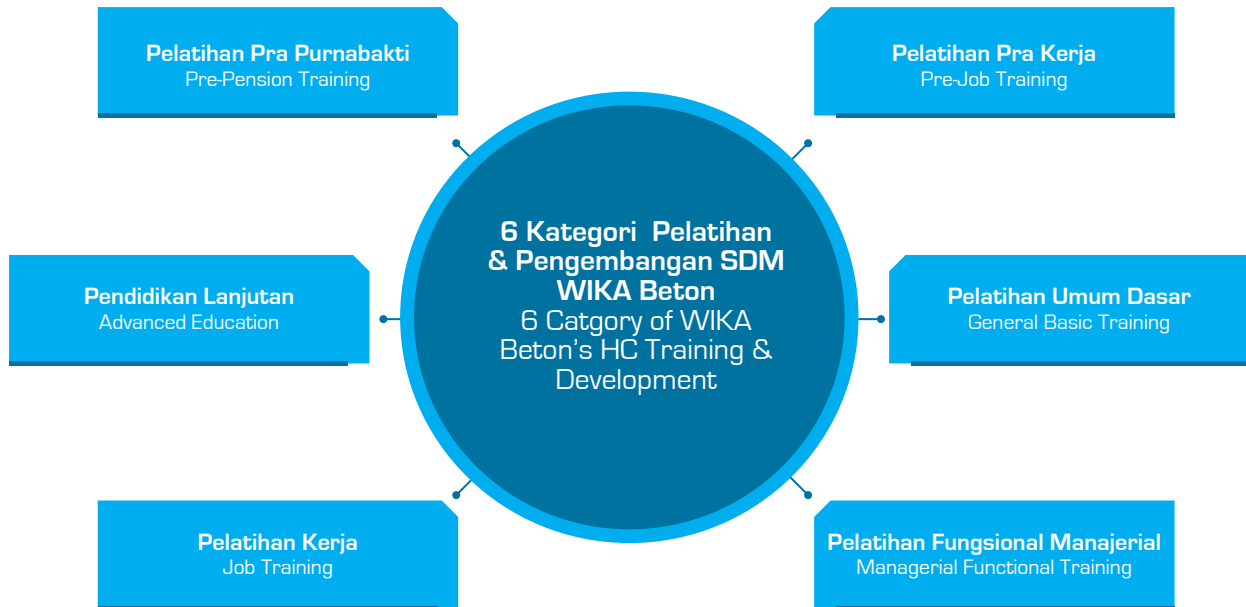 Pelatihan Pra Purnabakti
Pre-Pension Training
Pelatihan Pra Kerja
Pre-Job Training
6 Kategori Pelatihan
& Pengembangan SDM
WIKA Beton
6 Catgory of WIKA
Beton's HC Training &
Development
Pendidikan Lanjutan
Advanced Education
Pelatihan Umum Dasar
General Basic Training
Pelatihan Kerja
Job Training
Pelatihan Fungsional Manajerial
Managerial Functional Training